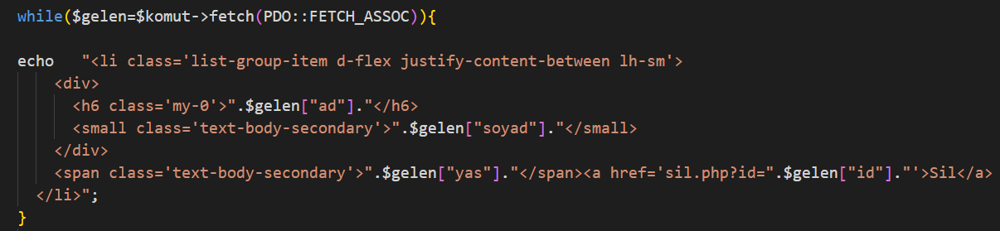 while($gelen=$komut->fetch(PDO::FETCH_ASSOC)){
echo   "<li class='list-group-item d-flex justify-content-between lh-sm'>
<div>
<h6 class='my-0'>".$gelen["ad"]."</h6>
<small class='text-body-secondary'>".$gelen["soyad"]."</small>
</div>
<span class='text-body-secondary'>".$gelen["yas"]."</span><a href='sil.php?id=".$gelen["id"]."'>Sil</a>
</li>";
}